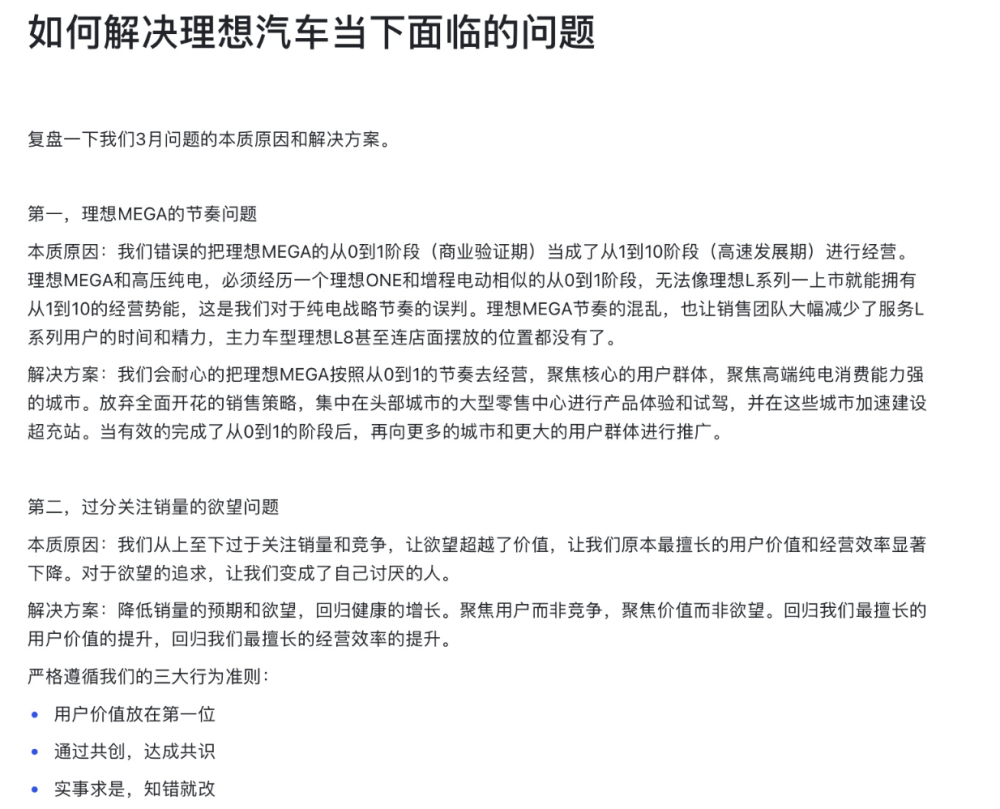 如何解决理想汽车当下面临的问题
复盘一下我们3月问题的本质原因和解决方案。
第一，理想MEGA的节奏问题
本质原因：我们错误的把理想MEGA的从0到1阶段（商业验证期）当成了从1到10阶段（高速发展期）进行经营。
理想MEGA和高压纯电，必须经历一个理想ONE和增程电动相似的从0到1阶段，无法像理想L系列一上市就能拥有
从1到10的经营势能，这是我们对于纯电战略节奏的误判。理想MEGA节奏的混乱，也让销售团队大幅减少了服务L
系列用户的时间和精力，主力车型理想L8甚至连店面摆放的位置都没有了。
解决方案：我们会耐心的把理想MEGA按照从0到1的节奏去经营，聚焦核心的用户群体，聚焦高端纯电消费能力强
的城市。放弃全面开花的销售策略，集中在头部城市的大型零售中心进行产品体验和试驾，并在这些城市加速建设
超充站。当有效的完成了从0到1的阶段后，再向更多的城市和更大的用户群体进行推广。
第二，过分关注销量的欲望问题
本质原因：我们从上至下过于关注销量和竞争，让欲望超越了价值，让我们原本最擅长的用户价值和经营效率显著
下降。对于欲望的追求，让我们变成了自己讨厌的人。
解决方案：降低销量的预期和欲望，回归健康的增长。聚焦用户而非竞争，聚焦价值而非欲望。回归我们最擅长的
用户价值的提升，回归我们最擅长的经营效率的提升。
严格遵循我们的三大行为准则：
• 用户价值放在第一位
• 通过共创，达成共识
• 实事求是，知错就改